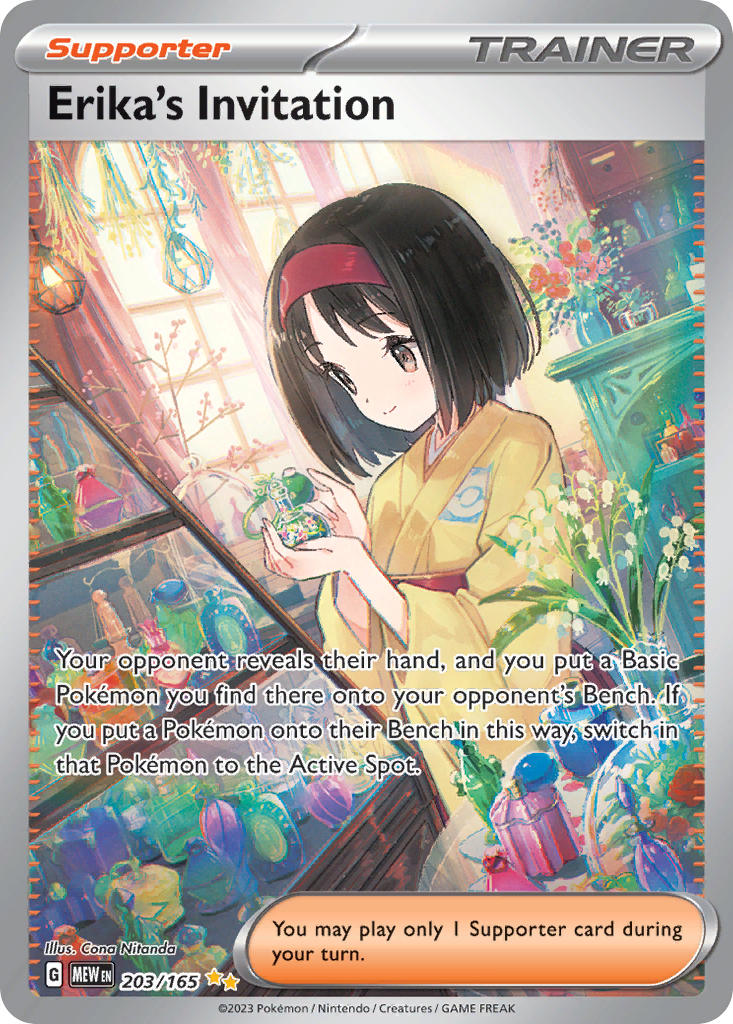 Supporter
TRAINER
Erika's Invitation
Your opponent reveals their hand, and you put a Basic
Pokémon you find there onto your opponent's Bench. If
you put a Pokémon onto their Bench in this way, switch in
that Pokémon to the Active Spot.
You may play only 1 Supporter card during
your turn.
Illus. Cona Nitanda
G MEW EN 203/165
©2023 Pokémon / Nintendo / Creatures / GAME FREAK